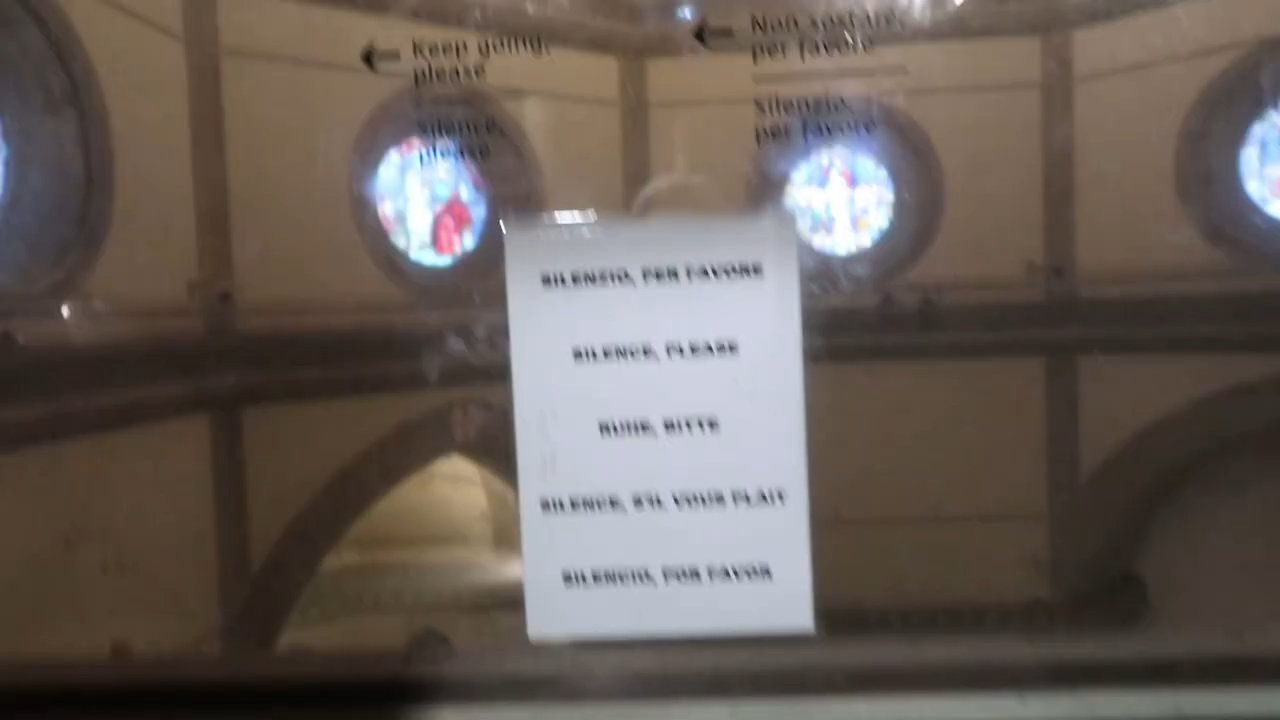 Keep going,
please
Silence,
please
Non sostare,
per favore
Silenzio,
per favore
SILENZIO, PER FAVORE
SILENCE, PLEASE
RUHE, BITTE
SILENCE, S'IL VOUS PLAIT
SILENCIO, POR FAVOR